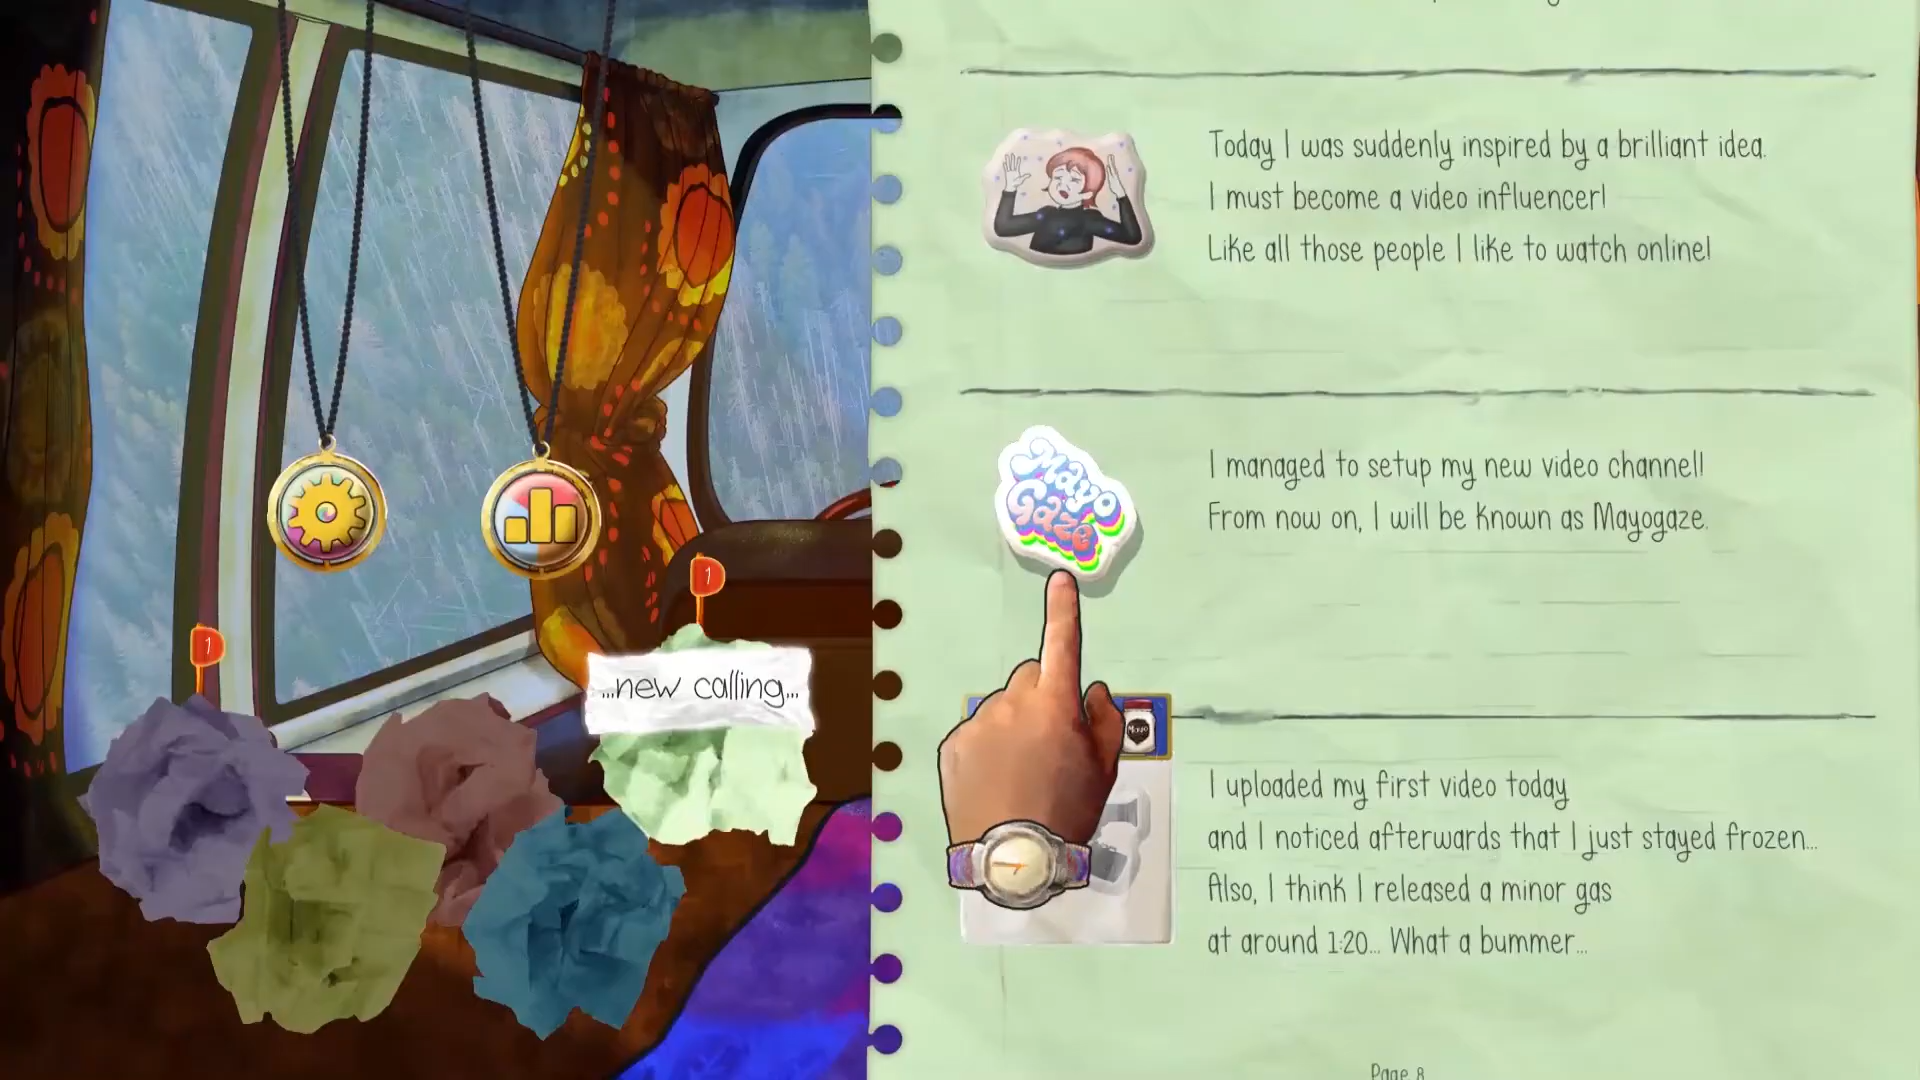 Today I was suddenly inspired by a brilliant idea.
I must become a video influencer!
Like all those people I like to watch online!
Mayo
Gaze
I managed to setup my new video channel!
From now on, I will be known as Mayogaze.
1
1
...new calling...
Mayo
I uploaded my first video today
and I noticed afterwards that I just stayed frozen...
Also, I think I released a minor gas
at around 1:20... What a bummer...
Page 8